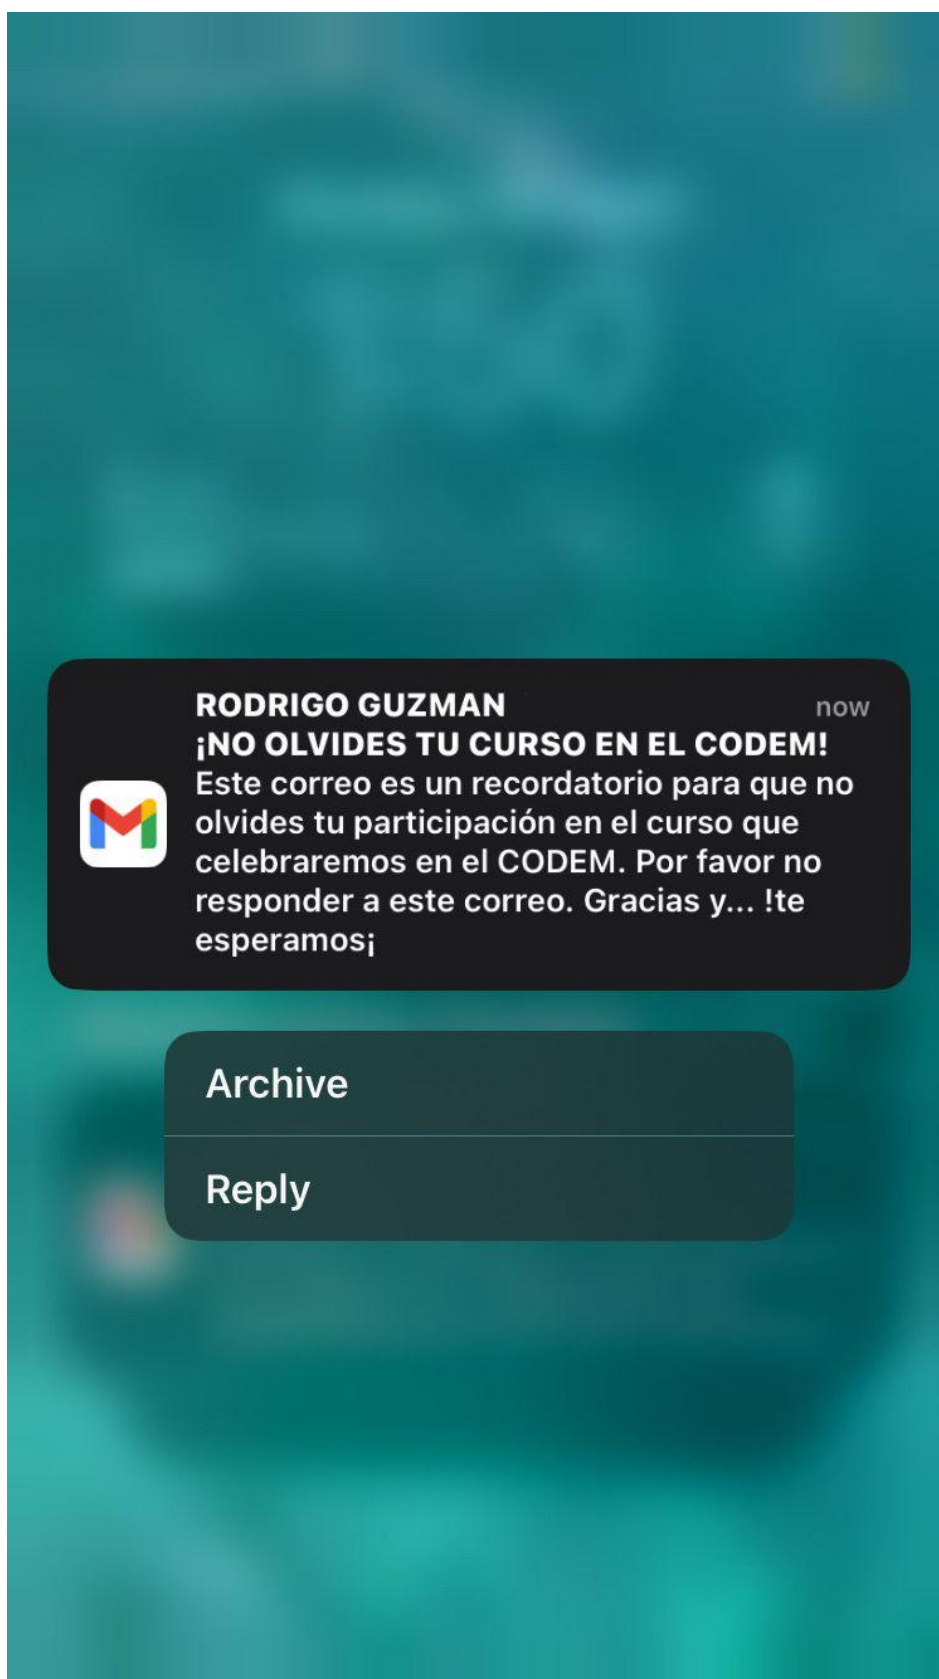 RODRIGO GUZMAN
now
¡NO OLVIDES TU CURSO EN EL CODEM!
Este correo es un recordatorio para que no
olvides tu participación en el curso que
celebraremos en el CODEM. Por favor no
responder a este correo. Gracias y... !te
esperamos¡
Archive
Reply